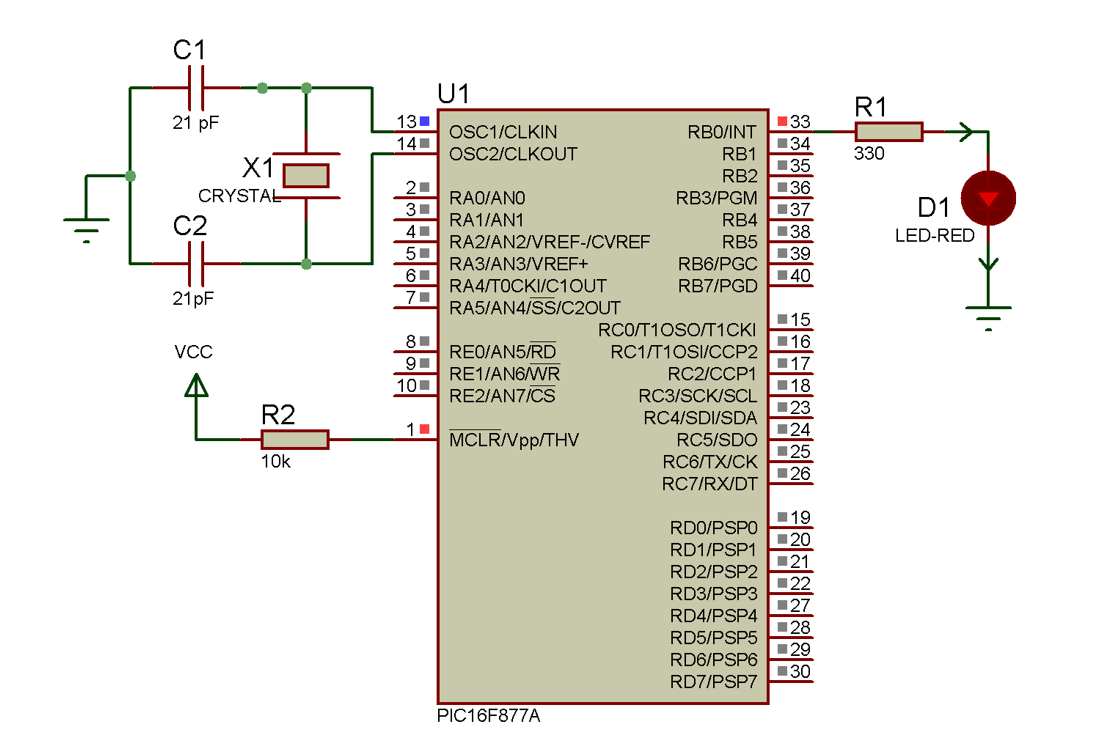 C1
21 pF
X1
CRYSTAL
C2
21pF
VCC
R2
10k
U1
13 OSC1/CLKIN
14 OSC2/CLKOUT
2 RA0/AN0
3 RA1/AN1
4 RA2/AN2/VREF-/CVREF
5 RA3/AN3/VREF+
6 RA4/T0CKI/C1OUT
7 RA5/AN4/SS/C2OUT
8 RE0/AN5/RD
9 RE1/AN6/WR
10 RE2/AN7/CS
1 MCLR/Vpp/THV
RB0/INT 33
RB1 34
RB2 35
RB3/PGM 36
RB4 37
RB5 38
RB6/PGC 39
RB7/PGD 40
RC0/T1OSO/T1CKI 15
RC1/T1OSI/CCP2 16
RC2/CCP1 17
RC3/SCK/SCL 18
RC4/SDI/SDA 23
RC5/SDO 24
RC6/TX/CK 25
RC7/RX/DT 26
RD0/PSP0 19
RD1/PSP1 20
RD2/PSP2 21
RD3/PSP3 22
RD4/PSP4 27
RD5/PSP5 28
RD6/PSP6 29
RD7/PSP7 30
PIC16F877A
R1
330
D1
LED-RED